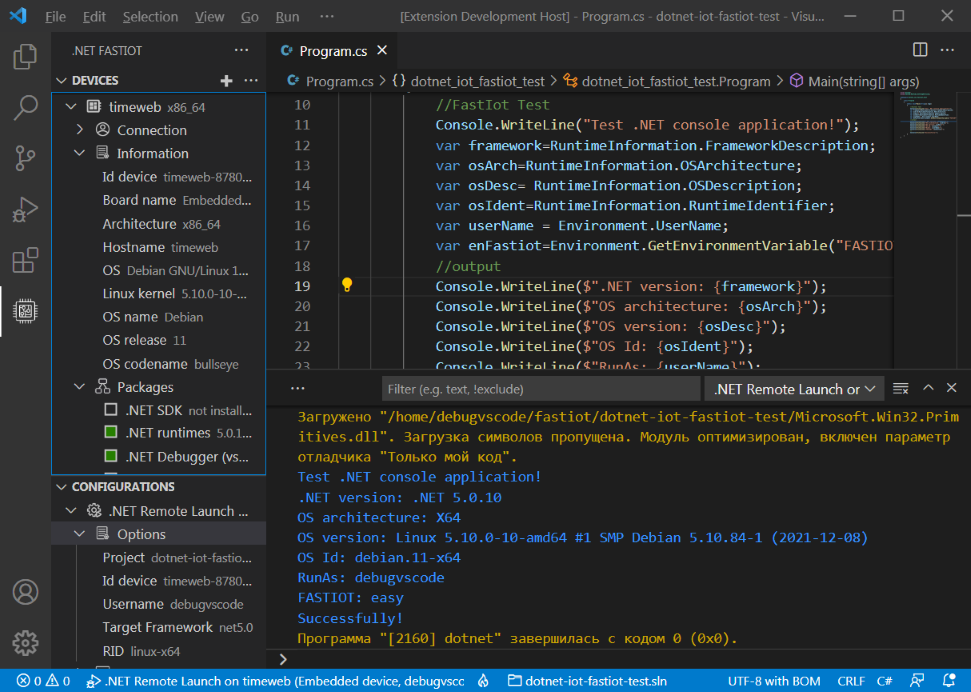 File Edit Selection View Go Run ··· [Extension Development Host] - Program.cs - dotnet-iot-fastiot-test - Visu...
.NET FASTIOT ···
DEVICES
timeweb x86_64
Connection
Information
Id device timeweb-8780...
Board name Embedded...
Architecture x86_64
Hostname timeweb
OS Debian GNU/Linux 1...
Linux kernel 5.10.0-10-...
OS name Debian
OS release 11
OS codename bullseye
Packages
.NET SDK not install...
.NET runtimes 5.0.1...
.NET Debugger (vs...
CONFIGURATIONS
.NET Remote Launch ...
Options
Project dotnet-iot-fastio...
Id device timeweb-8780...
Username debugvscode
Target Framework net5.0
RID linux-x64
C# Program.cs
C# Program.cs > {} dotnet_iot_fastiot_test > dotnet_iot_fastiot_test.Program > Main(string[] args)
10 //FastIot Test
11 Console.WriteLine("Test .NET console application!");
12 var framework=RuntimeInformation.FrameworkDescription;
13 var osArch=RuntimeInformation.OSArchitecture;
14 var osDesc= RuntimeInformation.OSDescription;
15 var osIdent=RuntimeInformation.RuntimeIdentifier;
16 var userName = Environment.UserName;
17 var enFastiot=Environment.GetEnvironmentVariable("FASTIO
18 //output
19 Console.WriteLine($".NET version: {framework}");
20 Console.WriteLine($"OS architecture: {osArch}");
21 Console.WriteLine($"OS version: {osDesc}");
22 Console.WriteLine($"OS Id: {osIdent}");
23 Console.WriteLine($"RunAs: {userName}");
··· Filter (e.g. text, !exclude) .NET Remote Launch or
Загружено "/home/debugvscode/fastiot/dotnet-iot-fastiot-test/Microsoft.Win32.Prim
itives.dll". Загрузка символов пропущена. Модуль оптимизирован, включен параметр
отладчика "Только мой код".
Test .NET console application!
.NET version: .NET 5.0.10
OS architecture: X64
OS version: Linux 5.10.0-10-amd64 #1 SMP Debian 5.10.84-1 (2021-12-08)
OS Id: debian.11-x64
RunAs: debugvscode
FASTIOT: easy
Successfully!
Программа "[2160] dotnet" завершилась с кодом 0 (0x0).
0 0 .NET Remote Launch on timeweb (Embedded device, debugvscc dotnet-iot-fastiot-test.sln UTF-8 with BOM CRLF C#